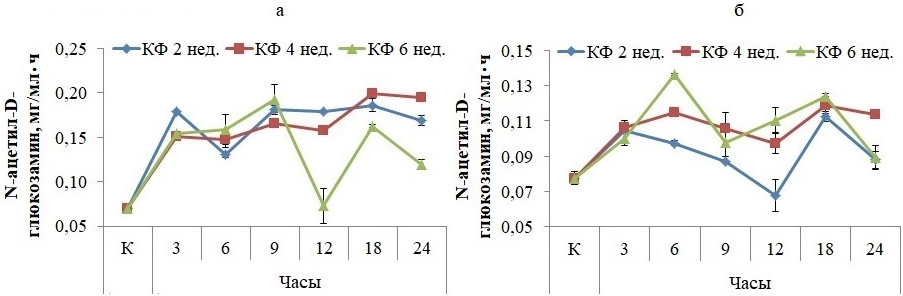 а
N-ацетил-D-
глюкозамин, мг/мл·ч
КФ 2 нед. КФ 4 нед. КФ 6 нед.
0,25
0,20
0,15
0,10
0,05
К 3 6 9 12 18 24
Часы
б
N-ацетил-D-
глюкозамин, мг/мл·ч
КФ 2 нед. КФ 4 нед. КФ 6 нед.
0,15
0,13
0,11
0,09
0,07
0,05
К 3 6 9 12 18 24
Часы